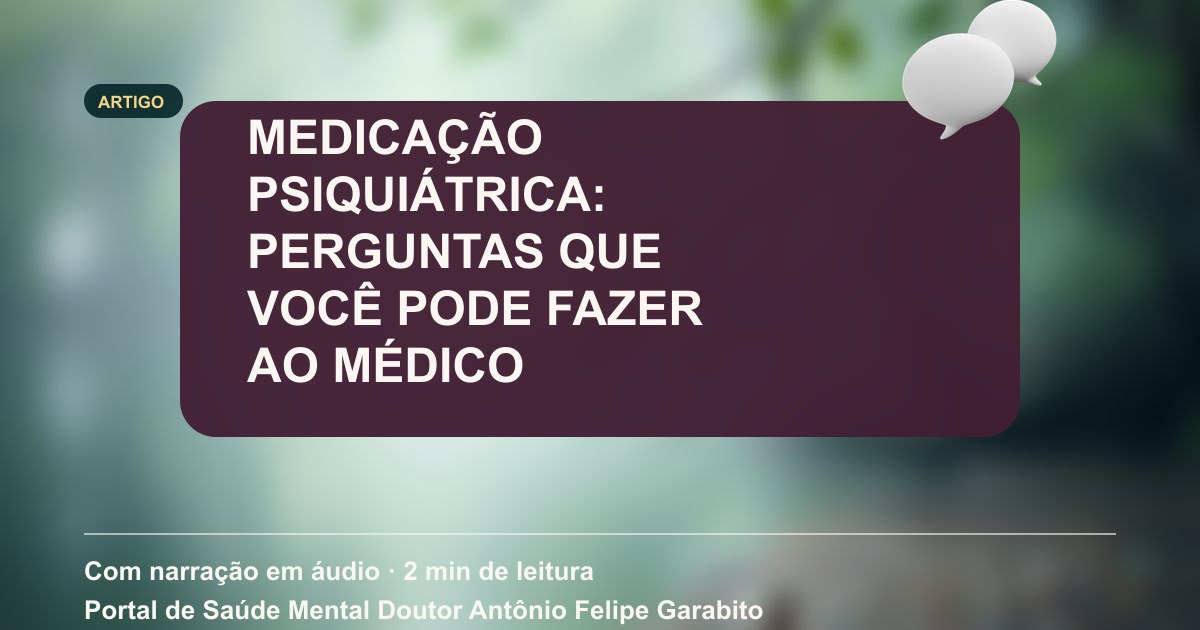 ARTIGO
MEDICAÇÃO
PSIQUIÁTRICA:
PERGUNTAS QUE
VOCÊ PODE FAZER
AO MÉDICO
Com narração em áudio · 2 min de leitura
Portal de Saúde Mental Doutor Antônio Felipe Garabito